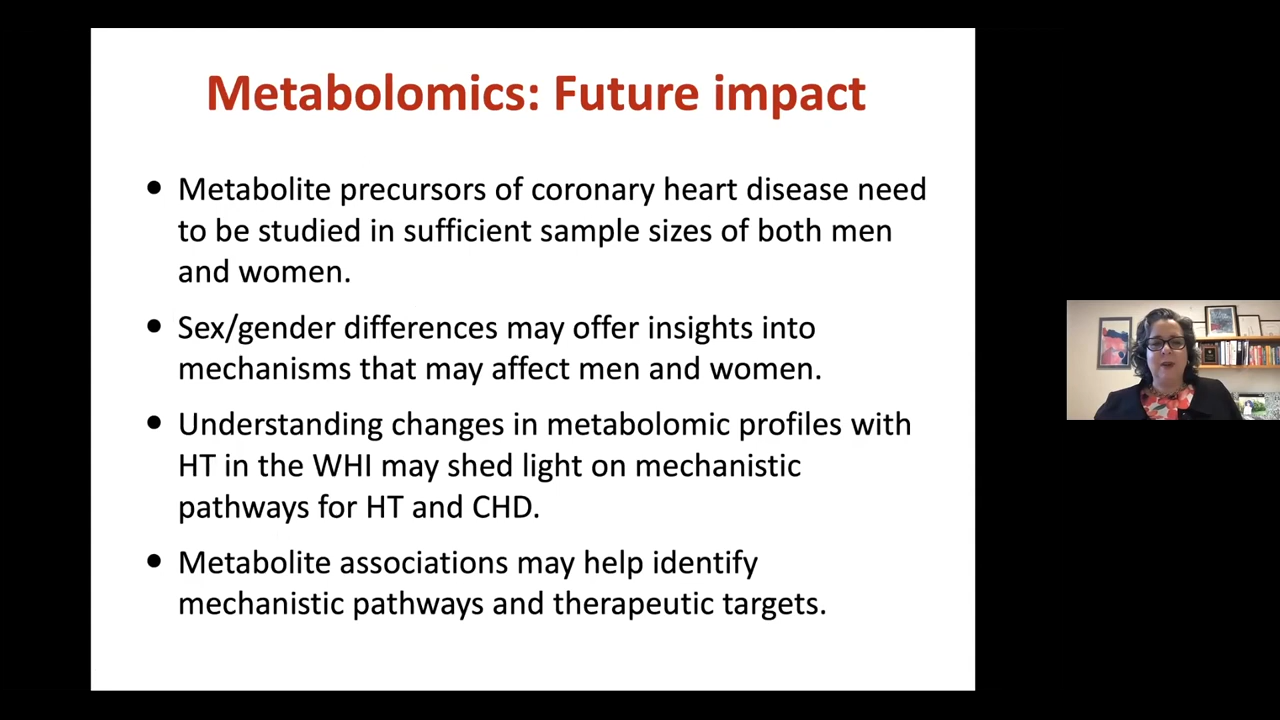 Metabolomics: Future impact
• Metabolite precursors of coronary heart disease need
to be studied in sufficient sample sizes of both men
and women.
• Sex/gender differences may offer insights into
mechanisms that may affect men and women.
• Understanding changes in metabolomic profiles with
HT in the WHI may shed light on mechanistic
pathways for HT and CHD.
• Metabolite associations may help identify
mechanistic pathways and therapeutic targets.